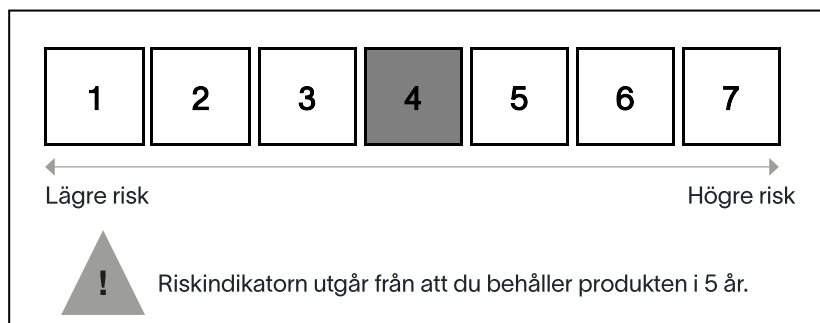 1 2 3 4 5 6 7
Lägre risk Högre risk
! Riskindikatorn utgår från att du behåller produkten i 5 år.